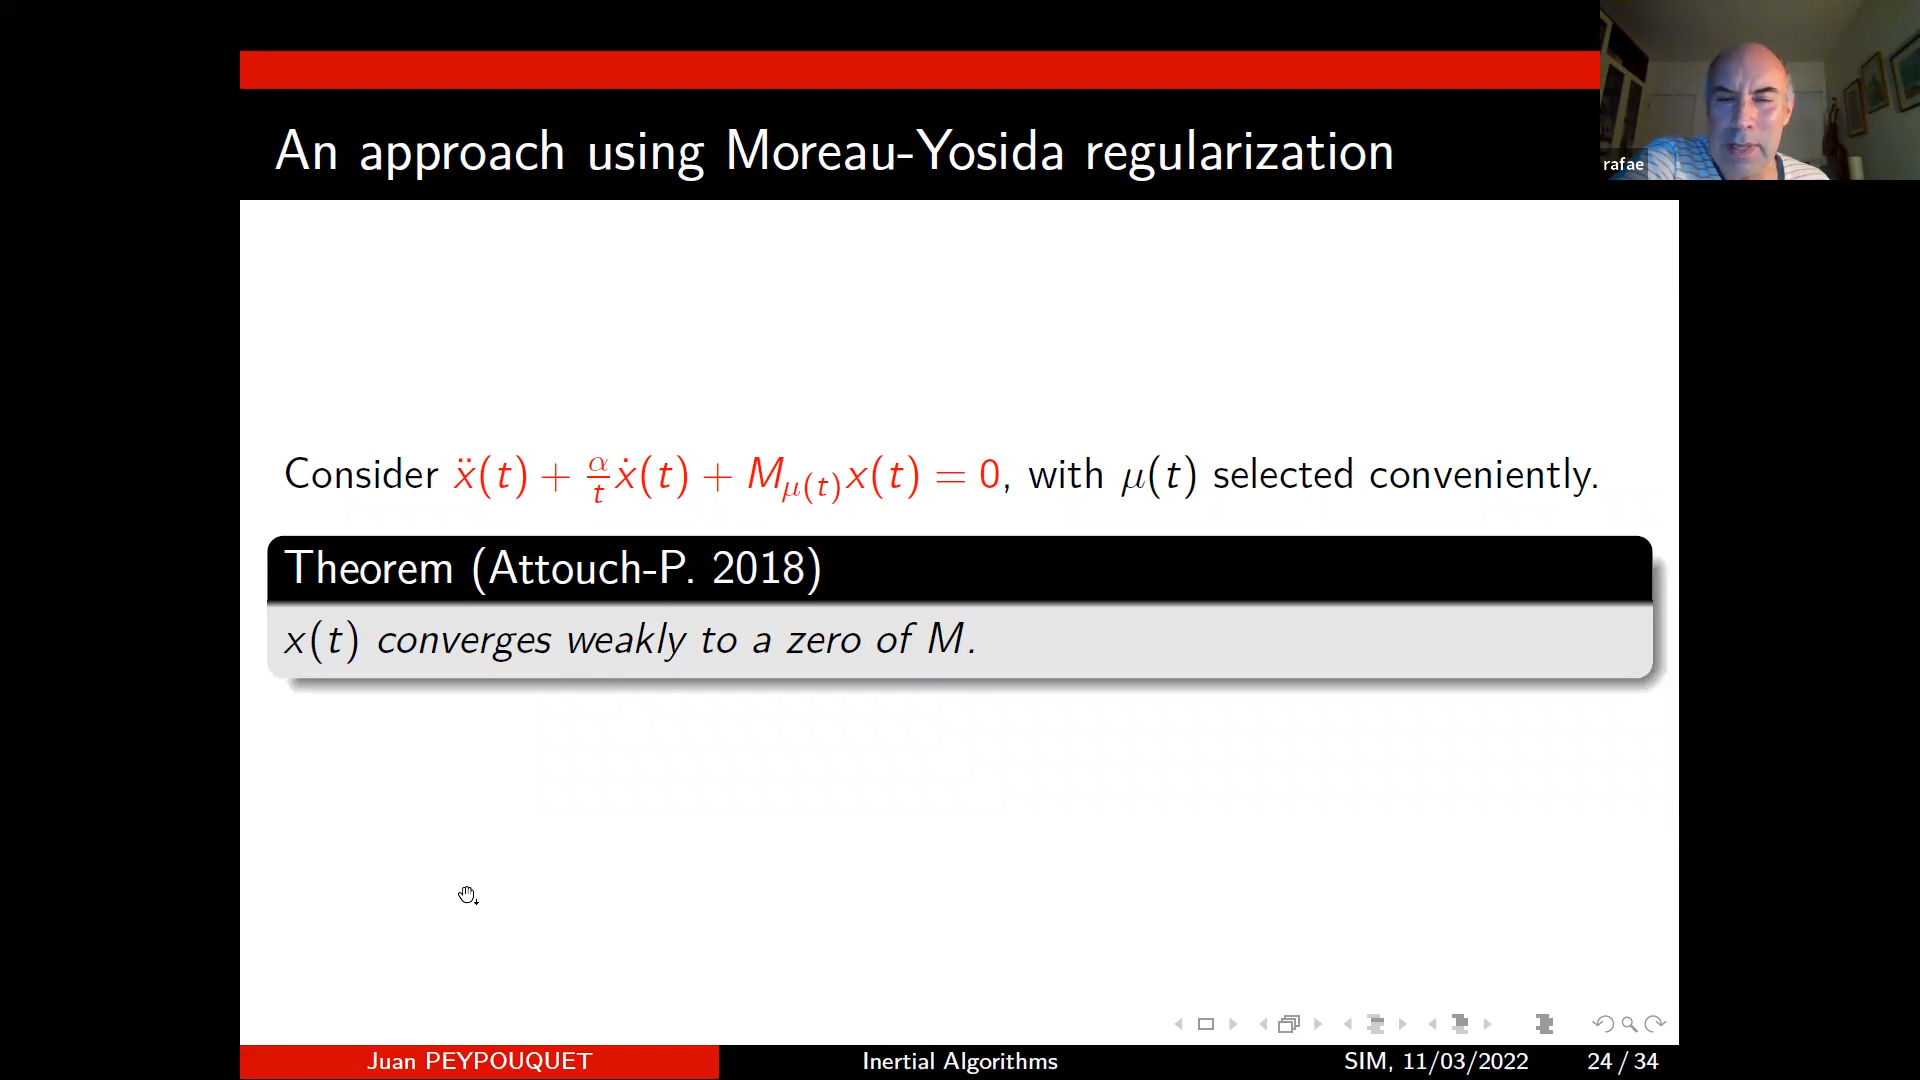 An approach using Moreau-Yosida regularization
rafae
Consider ẍ(t) + α/t ẋ(t) + M_μ(t) x(t) = 0, with μ(t) selected conveniently.
Theorem (Attouch-P. 2018)
x(t) converges weakly to a zero of M.
Juan PEYPOUQUET Inertial Algorithms SIM, 11/03/2022 24 / 34